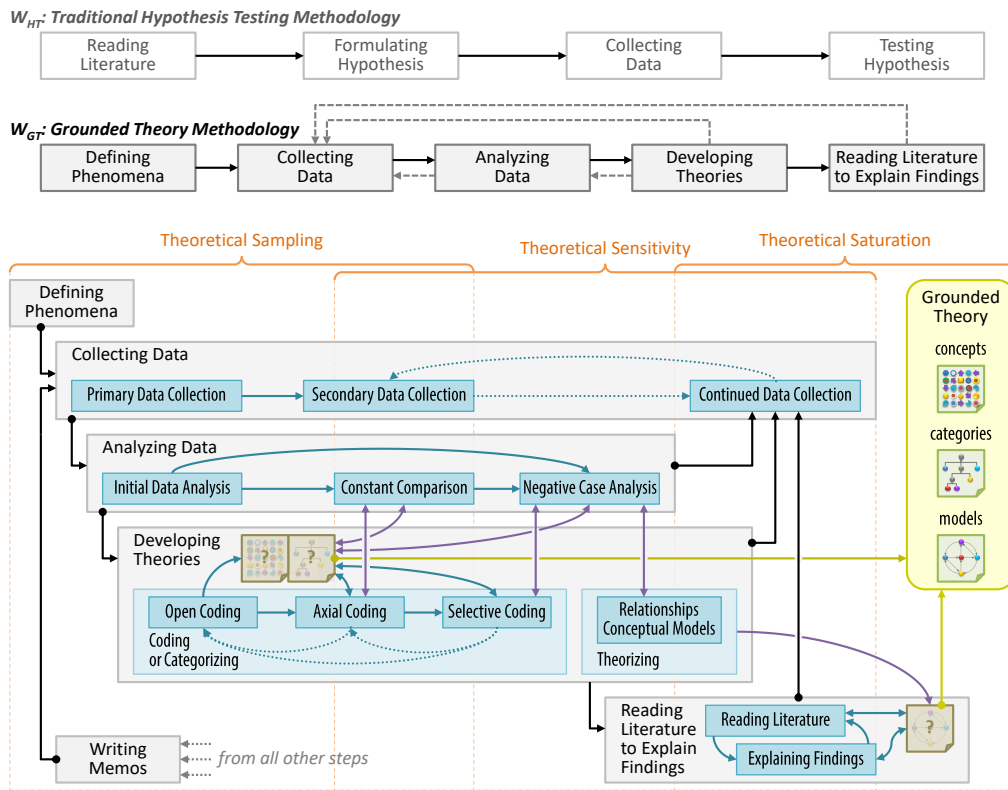 W_HT: Traditional Hypothesis Testing Methodology
Reading
Literature
Formulating
Hypothesis
Collecting
Data
Testing
Hypothesis
W_GT: Grounded Theory Methodology
Defining
Phenomena
Collecting
Data
Analyzing
Data
Developing
Theories
Reading Literature
to Explain Findings
Theoretical Sampling
Theoretical Sensitivity
Theoretical Saturation
Defining
Phenomena
Grounded
Theory
concepts
categories
models
Collecting Data
Primary Data Collection
Secondary Data Collection
Continued Data Collection
Analyzing Data
Initial Data Analysis
Constant Comparison
Negative Case Analysis
Developing
Theories
?
?
Open Coding
Axial Coding
Selective Coding
Coding
or Categorizing
Relationships
Conceptual Models
Theorizing
Reading
Literature
to Explain
Findings
Reading Literature
Explaining Findings
?
Writing
Memos
from all other steps